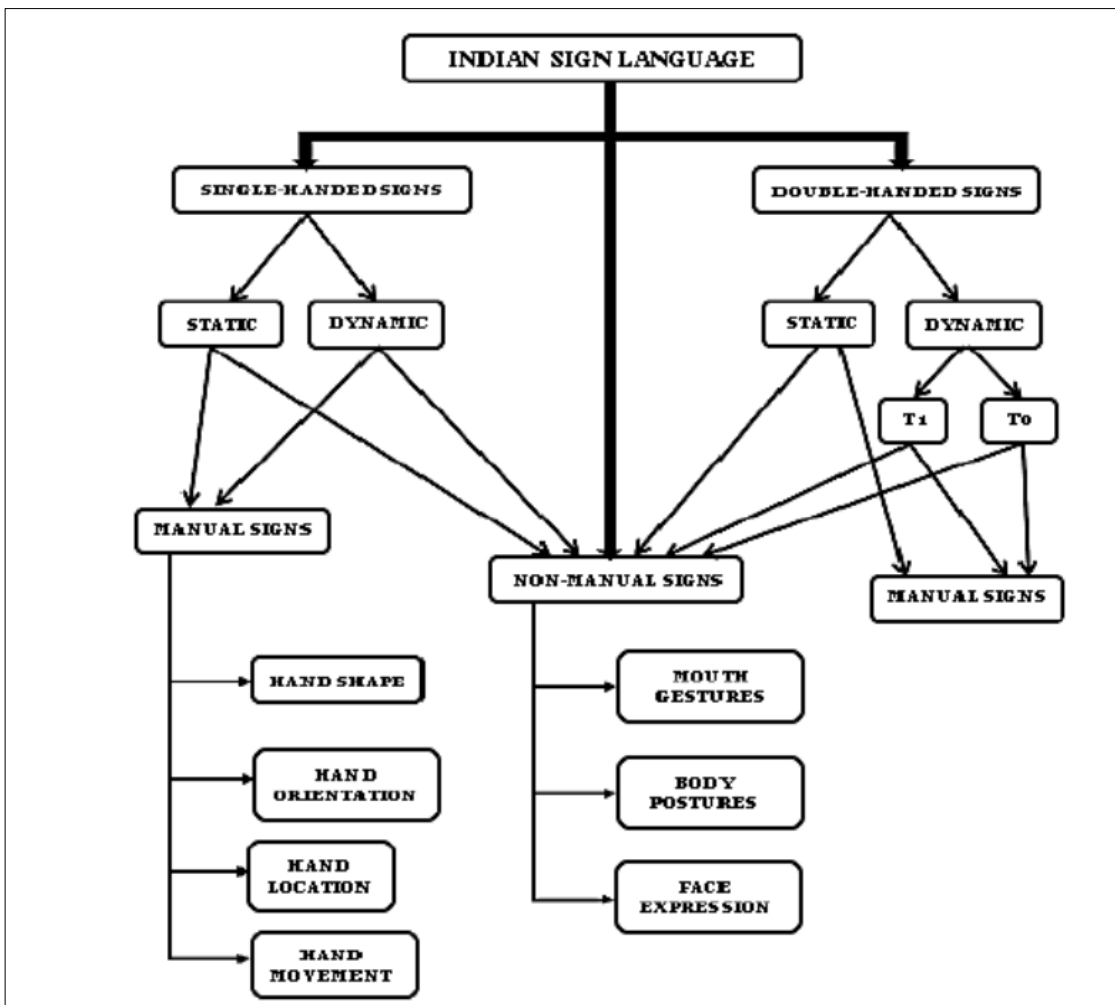 INDIAN SIGN LANGUAGE
SINGLE-HANDED SIGNS
DOUBLE-HANDED SIGNS
STATIC
DYNAMIC
STATIC
DYNAMIC
T1
T0
MANUAL SIGNS
NON-MANUAL SIGNS
MANUAL SIGNS
HAND SHAPE
MOUTH
GESTURES
HAND
ORIENTATION
BODY
POSTURES
HAND
LOCATION
FACE
EXPRESSION
HAND
MOVEMENT